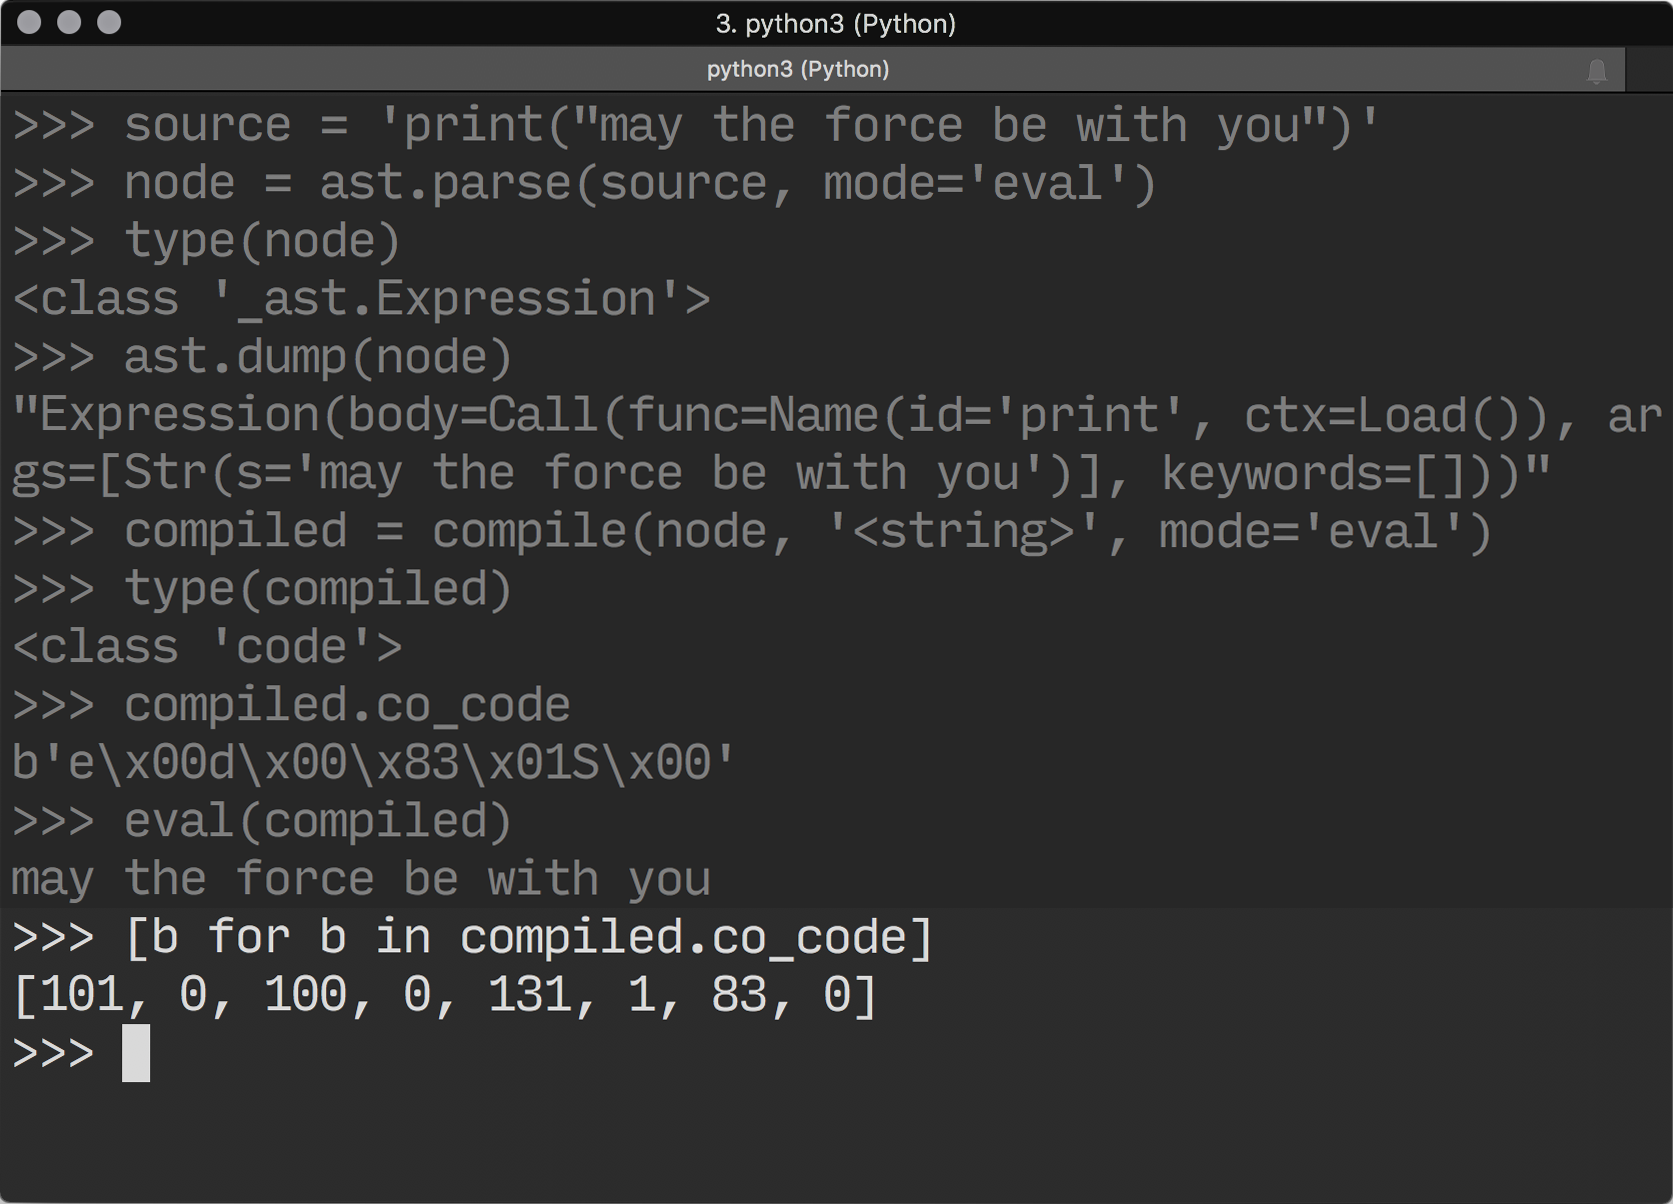 3. python3 (Python)
python3 (Python)
>>> source = 'print("may the force be with you")'
>>> node = ast.parse(source, mode='eval')
>>> type(node)
<class '_ast.Expression'>
>>> ast.dump(node)
"Expression(body=Call(func=Name(id='print', ctx=Load()), ar
gs=[Str(s='may the force be with you')], keywords=[]))"
>>> compiled = compile(node, '<string>', mode='eval')
>>> type(compiled)
<class 'code'>
>>> compiled.co_code
b'e\x00d\x00\x83\x01S\x00'
>>> eval(compiled)
may the force be with you
>>> [b for b in compiled.co_code]
[101, 0, 100, 0, 131, 1, 83, 0]
>>>